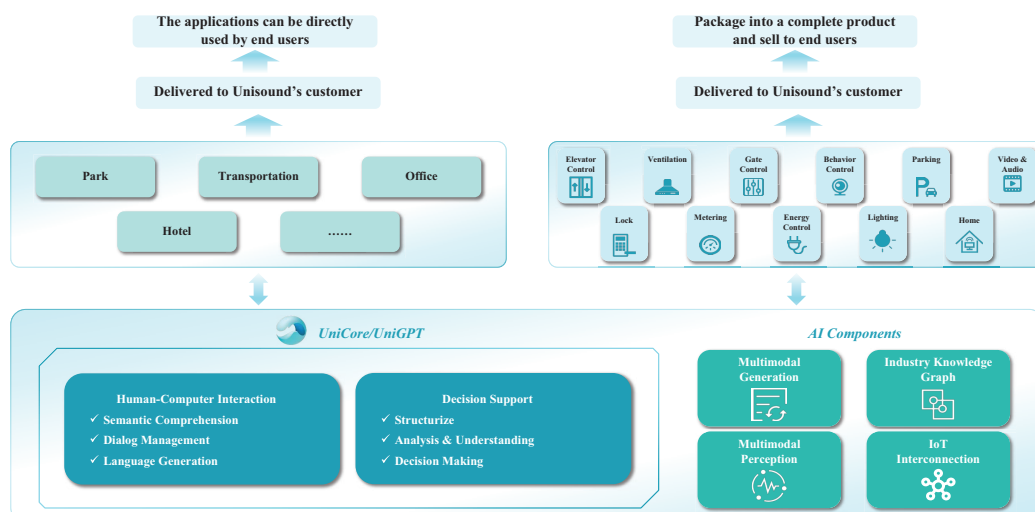 The applications can be directly
used by end users
Delivered to Unisound's customer
Park
Transportation
Office
Hotel
......
Package into a complete product
and sell to end users
Delivered to Unisound's customer
Elevator
Control
Ventilation
Gate
Control
Behavior
Control
Parking
Video &
Audio
Lock
Metering
Energy
Control
Lighting
Home
UniCore/UniGPT
Human-Computer Interaction
✓ Semantic Comprehension
✓ Dialog Management
✓ Language Generation
Decision Support
✓ Structurize
✓ Analysis & Understanding
✓ Decision Making
AI Components
Multimodal
Generation
Industry Knowledge
Graph
Multimodal
Perception
IoT
Interconnection